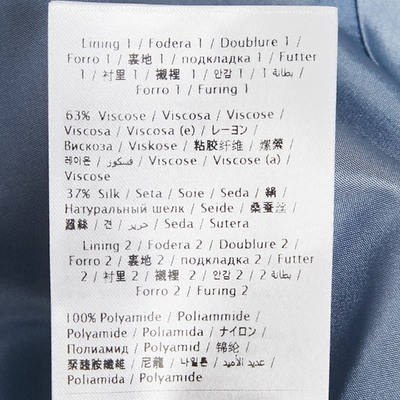 Lining 1 / Fodera 1 / Doublure 1 /
Forro 1 / 裏地 1 / подкладка 1 / Futter
1 / 衬里 1 / 襯裡 1 / 안감 1 / بطانة 1 /
Forro 1 / Furing 1
63% Viscose / Viscosa / Viscose /
Viscosa / Viscosa (e) / レーヨン /
Вискоза / Viskose / 粘胶纤维 / 嫘縈 /
레이온 / فسكوز / Viscose / Viscose (a) /
Viscose
37% Silk / Seta / Soie / Seda / 絹 /
Натуральный шелк / Seide / 桑蚕丝 /
蠶絲 / 견 / حرير / Seda / Sutera
Lining 2 / Fodera 2 / Doublure 2 /
Forro 2 / 裏地 2 / подкладка 2 / Futter
2 / 衬里 2 / 襯裡 2 / 안감 2 / بطانة 2 /
Forro 2 / Furing 2
100% Polyamide / Poliammide /
Polyamide / Poliamida / ナイロン /
Полиамид / Polyamid / 锦纶 /
聚醯胺纖維 / 尼龍 / 나일론 / عديد الأميد /
Poliamida / Polyamide